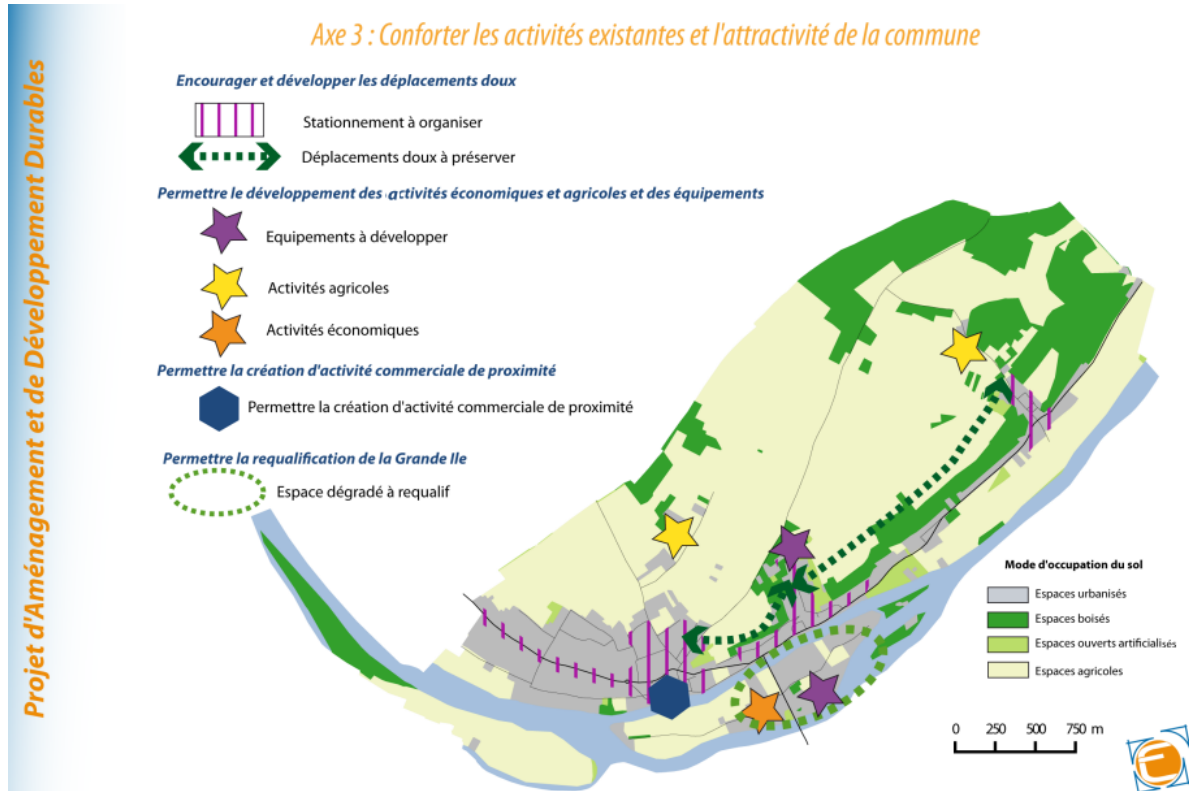 Projet d'Aménagement et de Développement Durables
Axe 3 : Conforter les activités existantes et l'attractivité de la commune
Encourager et développer les déplacements doux
Stationnement à organiser
Déplacements doux à préserver
Permettre le développement des activités économiques et agricoles et des équipements
Equipements à développer
Activités agricoles
Activités économiques
Permettre la création d'activité commerciale de proximité
Permettre la création d'activité commerciale de proximité
Permettre la requalification de la Grande Ile
Espace dégradé à requalif
Mode d'occupation du sol
Espaces urbanisés
Espaces boisés
Espaces ouverts artificialisés
Espaces agricoles
0 250 500 750 m